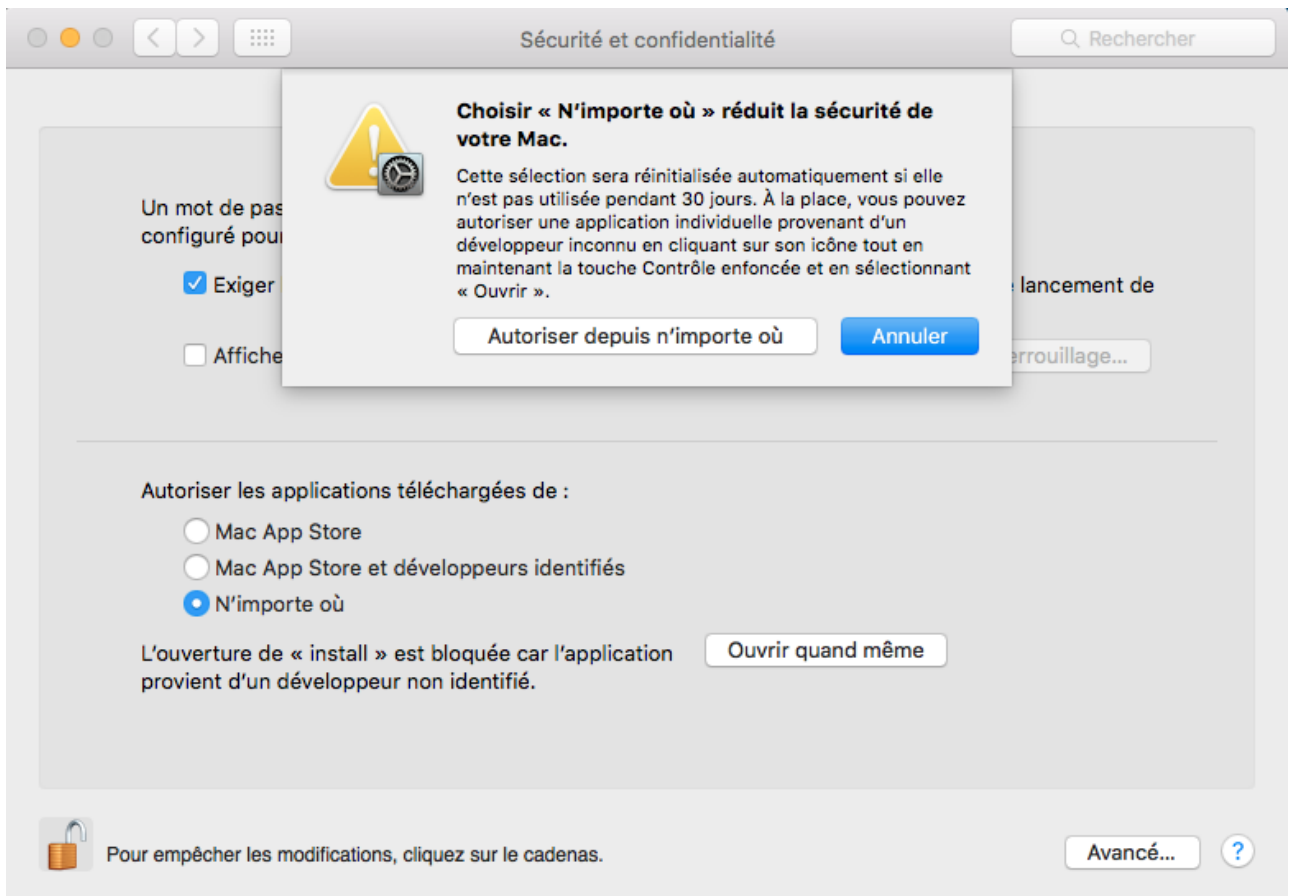 Sécurité et confidentialité
Rechercher
Choisir « N’importe où » réduit la sécurité de
votre Mac.
Cette sélection sera réinitialisée automatiquement si elle
n’est pas utilisée pendant 30 jours. À la place, vous pouvez
autoriser une application individuelle provenant d’un
développeur inconnu en cliquant sur son icône tout en
maintenant la touche Contrôle enfoncée et en sélectionnant
« Ouvrir ».
Autoriser depuis n’importe où
Annuler
Un mot de pas
configuré pou
Exiger
lancement de
Affiche
errouillage...
Autoriser les applications téléchargées de :
Mac App Store
Mac App Store et développeurs identifiés
N’importe où
L’ouverture de « install » est bloquée car l’application
provient d’un développeur non identifié.
Ouvrir quand même
Pour empêcher les modifications, cliquez sur le cadenas.
Avancé...
?